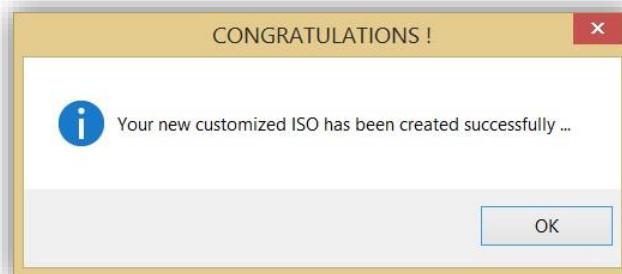 CONGRATULATIONS !
Your new customized ISO has been created successfully ...
OK